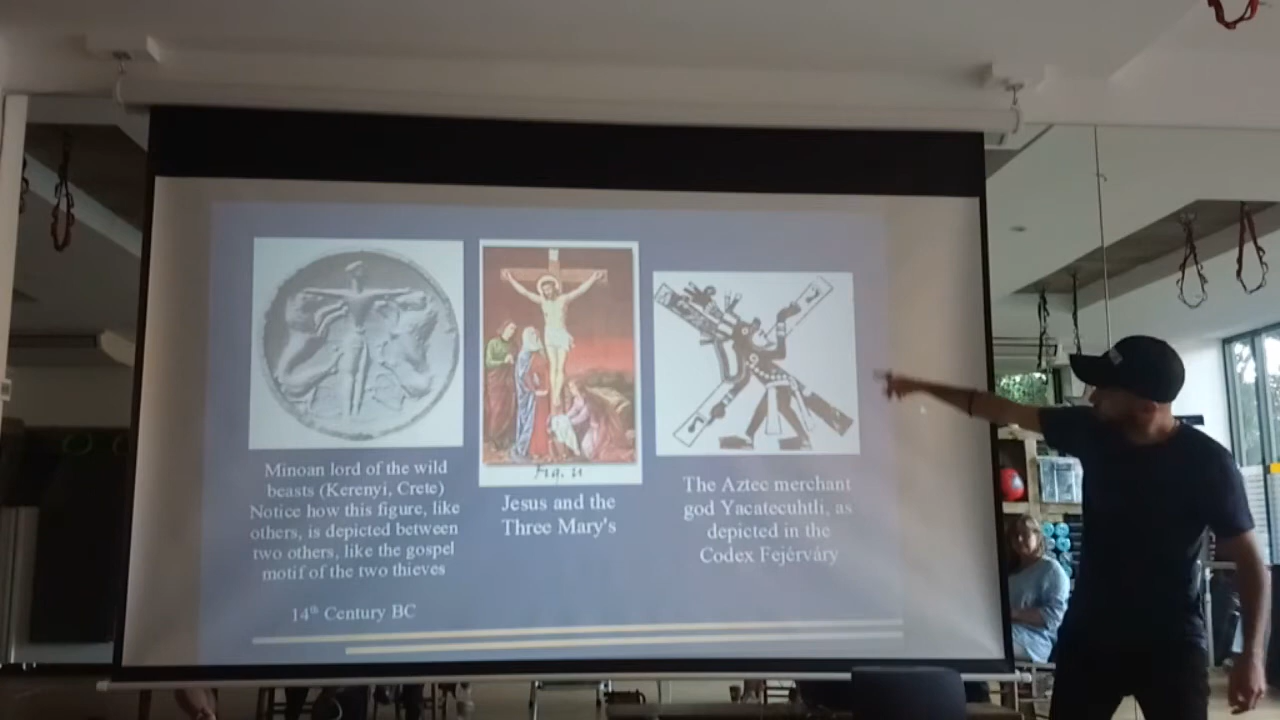 Minoan lord of the wild
beasts (Kerenyi, Crete)
Notice how this figure, like
others, is depicted between
two others, like the gospel
motif of the two thieves
14th Century BC
Fig. 11
Jesus and the
Three Mary's
The Aztec merchant
god Yacatecuhtli, as
depicted in the
Codex Fejérváry